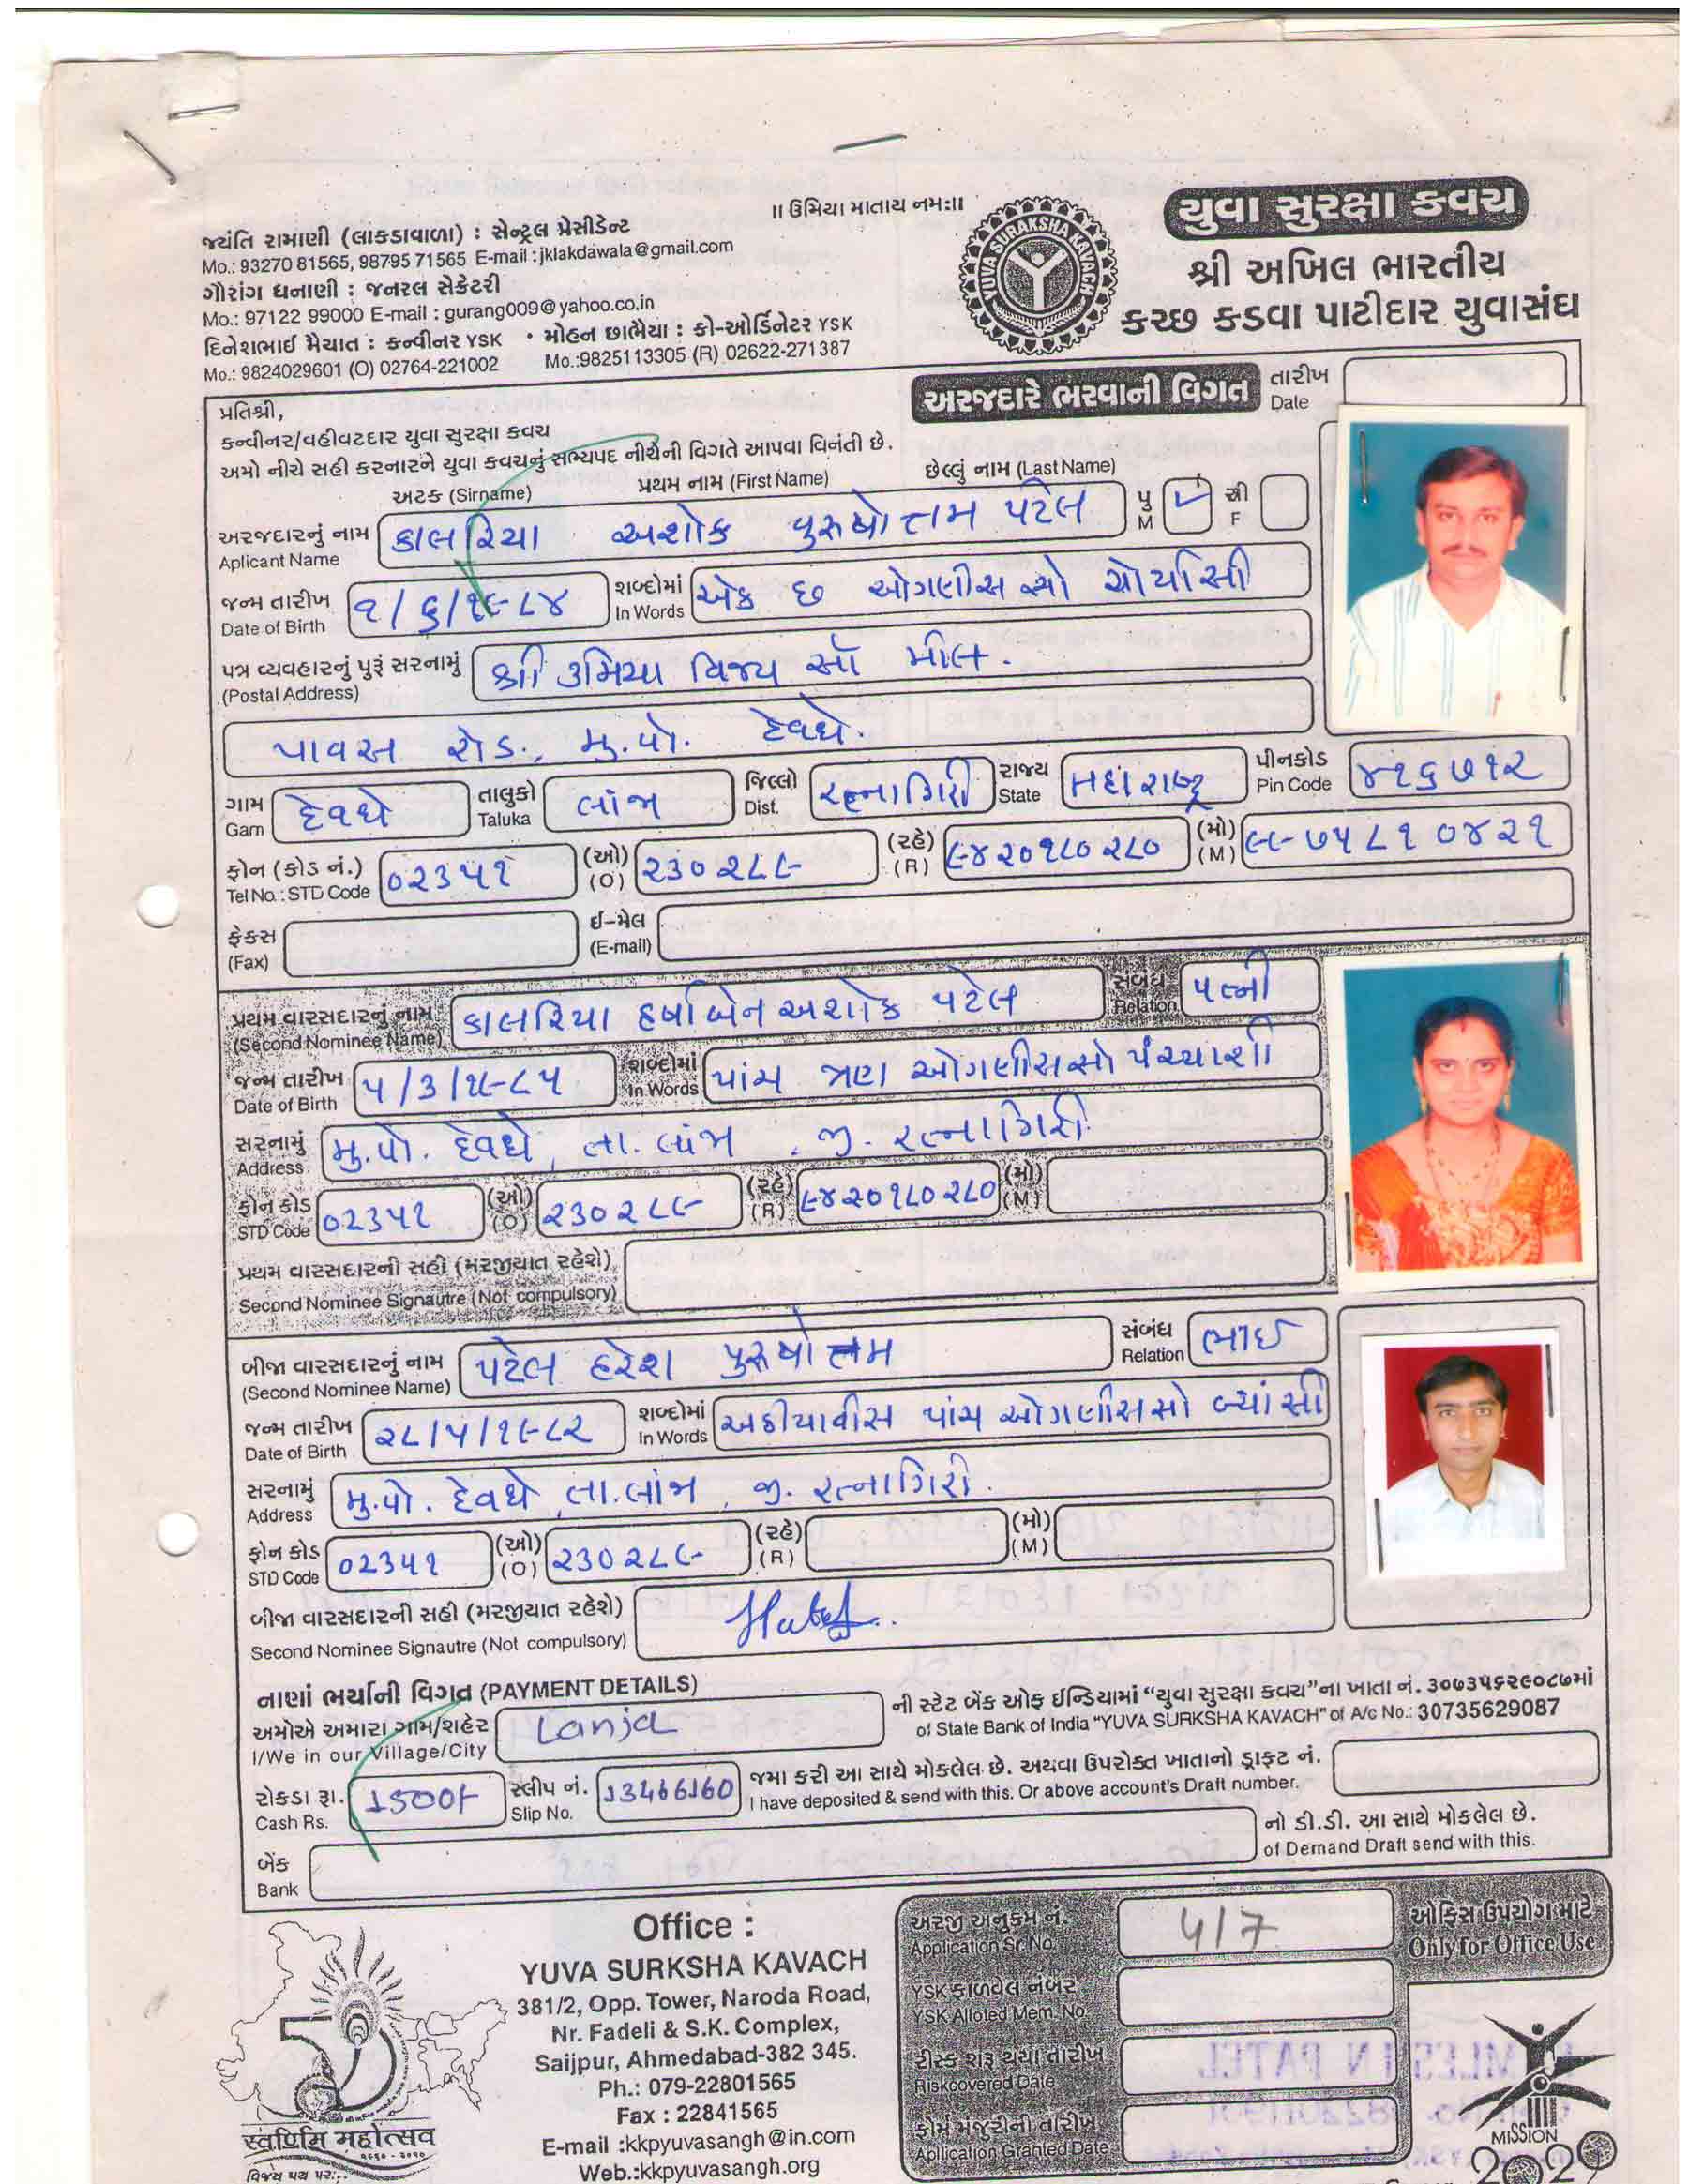 ॥ ઉમિયા માતાય નમઃ॥
જ્યંતિ રામાણી (લાકડાવાળા) : સેન્ટ્રલ પ્રેસીડેન્ટ
Mo.: 93270 81565, 98795 71565 E-mail : jklakdawala@gmail.com
ગૌરાંગ ધનાણી : જનરલ સેક્રેટરી
Mo.: 97122 99000 E-mail : gurang009@yahoo.co.in
દિનેશભાઈ મૈયાત : કન્વીનર YSK • મોહન છાભૈયા : કો-ઓર્ડિનેટર YSK
Mo.: 9824029601 (O) 02764-221002 Mo.:9825113305 (R) 02622-271387
YUVA SURAKSHA KAVACH
યુવા સુરક્ષા કવચ
શ્રી અખિલ ભારતીય
કચ્છ કડવા પાટીદાર યુવાસંઘ
અરજદારે ભરવાની વિગત
તારીખ
Date
પ્રતિશ્રી,
કન્વીનર/વહીવટદાર યુવા સુરક્ષા કવચ
અમો નીચે સહી કરનારને યુવા કવચનું સભ્યપદ નીચેની વિગતે આપવા વિનંતી છે.
અટક (Sirname) પ્રથમ નામ (First Name) છેલ્લું નામ (Last Name)
અરજદારનું નામ કાલરિયા અશોક પુરુષોત્તમ પટેલ પુ ✓ સ્રી
Aplicant Name M F
જન્મ તારીખ ૧/૬/૧૯૮૪ શબ્દોમાં એક છ ઓગણીસ સો ચોર્યાસી
Date of Birth In Words
પત્ર વ્યવહારનું પુરૂં સરનામું શ્રી ઉમિયા વિજય સૉ મીલ.
(Postal Address)
પાવસ રોડ., મુ.પો. દેવધે.
ગામ દેવધે તાલુકો લાંજા જિલ્લો રત્નાગિરી રાજ્ય મહારાષ્ટ્ર પીનકોડ ૪૧૬૭૧૨
Gam Taluka Dist. State Pin Code
ફોન (કોડ નં.) ૦૨૩૫૧ (ઓ) ૨૩૦૨૮૯ (રહે) ૯૪૨૦૧૮૦૨૮૦ (મો) ૯૯૭૫૮૧૦૪૨૧
Tel No. : STD Code (O) (R) (M)
ફેક્સ ઈ-મેલ
(Fax) (E-mail)
પ્રથમ વારસદારનું નામ કાલરિયા હર્ષાબેન અશોક પટેલ સંબંધ પત્ની
(Second Nominee Name) Relation
જન્મ તારીખ ૫/૩/૧૯૮૫ શબ્દોમાં પાંચ ત્રણ ઓગણીસસો પંચ્યાશી
Date of Birth In Words
સરનામું મુ.પો. દેવધે, તા. લાંજા, જી. રત્નાગિરી
Address
ફોન કોડ ૦૨૩૫૧ (ઓ) ૨૩૦૨૮૯ (રહે) ૯૪૨૦૧૮૦૨૮૦ (મો)
STD Code (O) (R) (M)
પ્રથમ વારસદારની સહી (મરજીયાત રહેશે)
Second Nominee Signautre (Not compulsory)
બીજા વારસદારનું નામ પટેલ હરેશ પુરુષોત્તમ સંબંધ ભાઈ
(Second Nominee Name) Relation
જન્મ તારીખ ૨૮/૫/૧૯૮૨ શબ્દોમાં અઠીયાવીસ પાંચ ઓગણીસસો બ્યાંસી
Date of Birth In Words
સરનામું મુ.પો. દેવધે, તા.લાંજા, જી. રત્નાગિરી.
Address
ફોન કોડ ૦૨૩૫૧ (ઓ) ૨૩૦૨૮૯ (રહે) (મો)
STD Code (O) (R) (M)
બીજા વારસદારની સહી (મરજીયાત રહેશે)
Second Nominee Signautre (Not compulsory)
નાણાં ભર્યાની વિગત (PAYMENT DETAILS)
અમોએ અમારા ગામ/શહેર Lanja ની સ્ટેટ બેંક ઓફ ઈન્ડિયામાં “યુવા સુરક્ષા કવચ”ના ખાતા નં. ૩૦૭૩૫૬૨૯૦૮૭માં
I/We in our Village/City of State Bank of India “YUVA SURKSHA KAVACH” of A/c No.: 30735629087
રોકડા રૂા. 1500/- સ્લીપ નં. 13466160 જમા કરી આ સાથે મોકલેલ છે. અથવા ઉપરોક્ત ખાતાનો ડ્રાફ્ટ નં.
Cash Rs. Slip No. I have deposited & send with this. Or above account's Draft number.
બેંક નો ડી.ડી. આ સાથે મોકલેલ છે.
Bank of Demand Draft send with this.
Office :
YUVA SURKSHA KAVACH
381/2, Opp. Tower, Naroda Road,
Nr. Fadeli & S.K. Complex,
Saijpur, Ahmedabad-382 345.
Ph.: 079-22801565
Fax : 22841565
E-mail :kkpyuvasangh@in.com
Web.:kkpyuvasangh.org
સ્વર્ણિમ મહોત્સવ
વિજય પથ પર
અરજી અનુક્રમ નં. 417 ઓફિસ ઉપયોગ માટે
Application Sr. No. Only for Office Use
YSK ફાળવેલ નંબર
YSK Alloted Mem. No.
રીસ્ક શરૂ થયા તારીખ
Riskcovered Date
ફોર્મ મંજુરીની તારીખ
Apllication Granted Date
MISSION